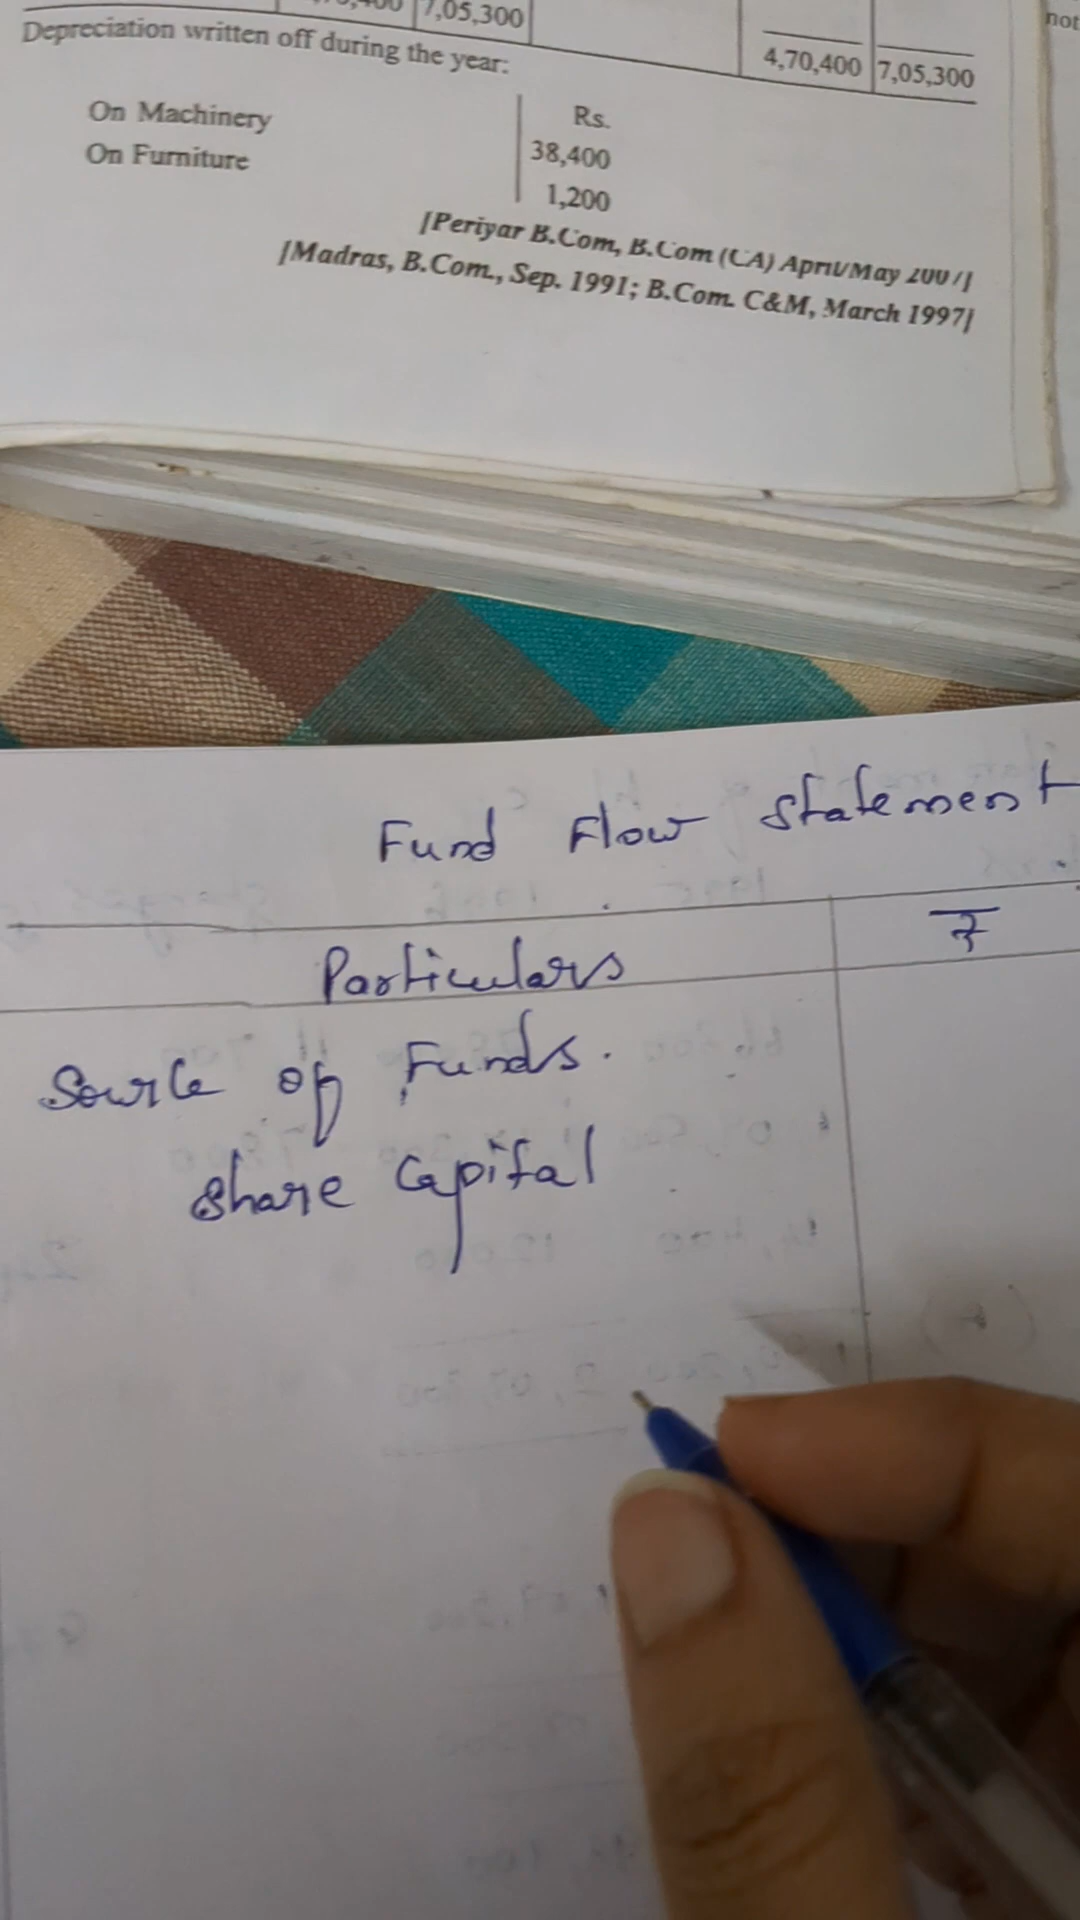 7,05,300
Depreciation written off during the year:
4,70,400 7,05,300
not
On Machinery
Rs.
38,400
On Furniture
1,200
[Periyar B.Com, B.Com (CA) April/May 2007]
[Madras, B.Com., Sep. 1991; B.Com. C&M, March 1997]
Fund Flow Statement
Particulars ₹
Source of Funds.
Share Capital